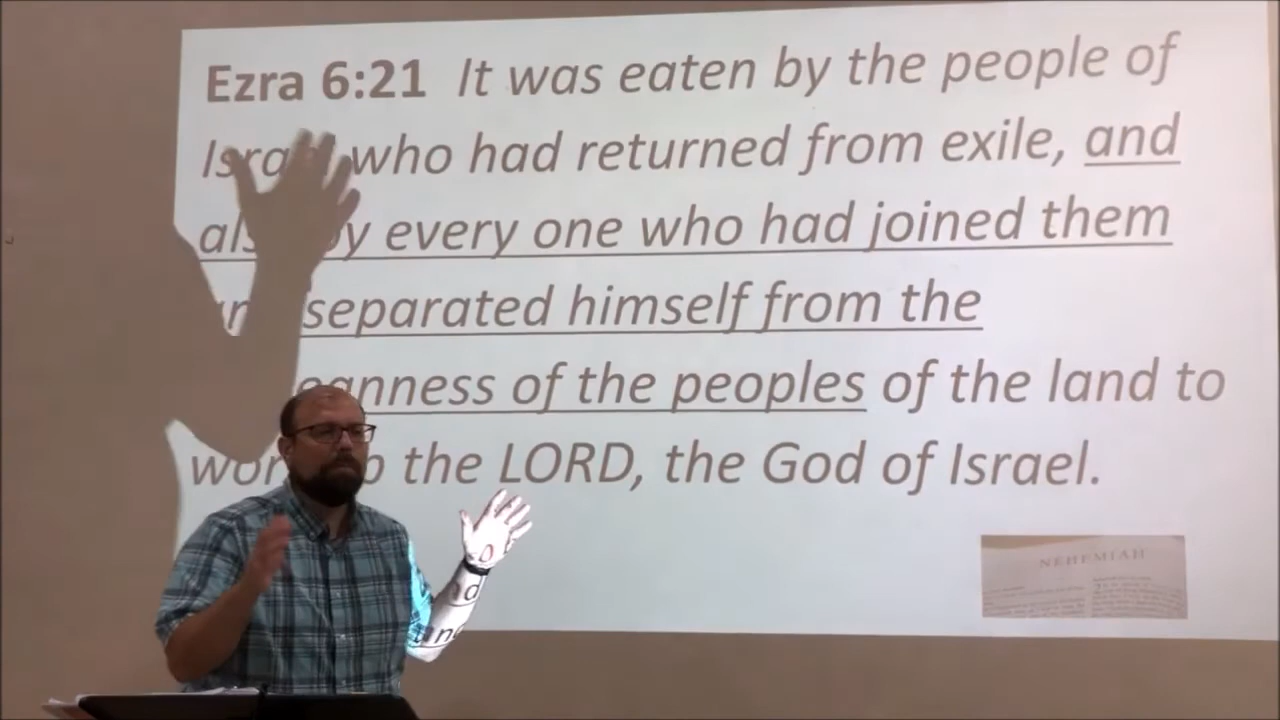 Ezra 6:21 It was eaten by the people of
who had returned from exile, and
every one who had joined them
separated himself from the
of the peoples of the land to
the LORD, the God of Israel.
NEHEMIAH